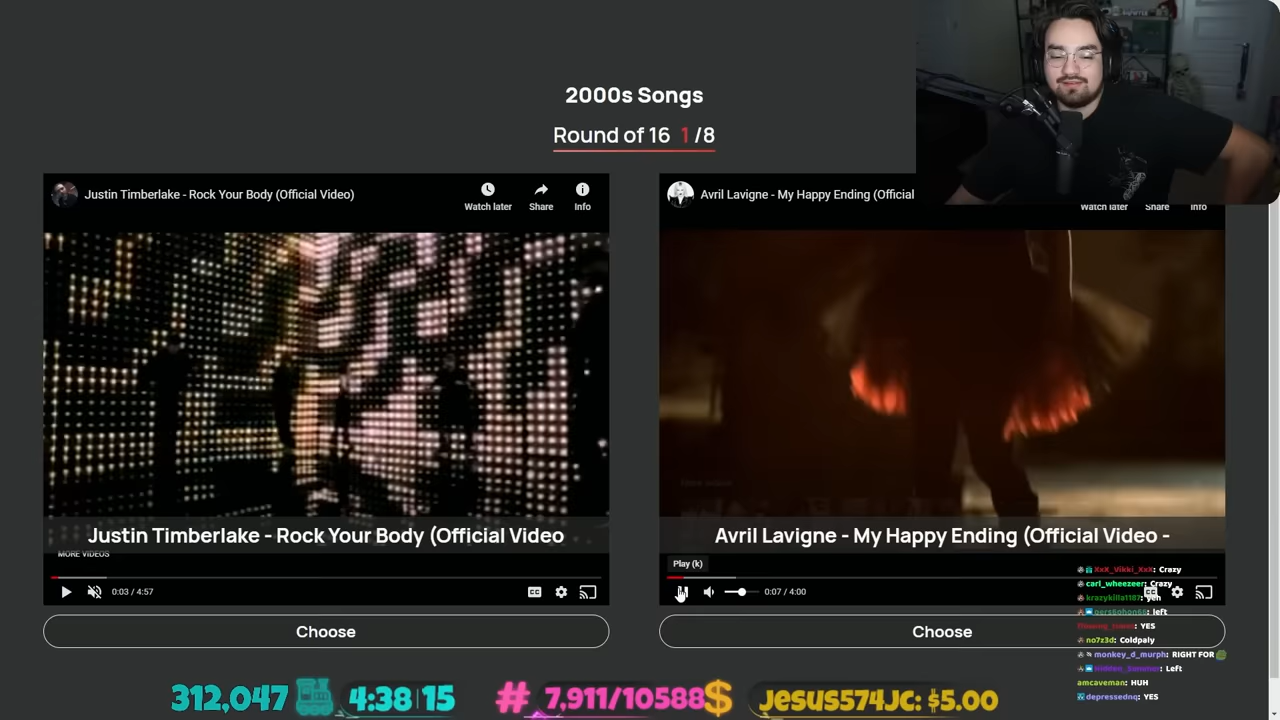 2000s Songs
Round of 16 1 /8
Justin Timberlake - Rock Your Body (Official Video)
Watch later
Share
Info
Justin Timberlake - Rock Your Body (Official Video
MORE VIDEOS
0:03 / 4:57
CC
Choose
Avril Lavigne - My Happy Ending (Official
Watch later
Share
Info
Avril Lavigne - My Happy Ending (Official Video -
Play (k)
0:07 / 4:00
CC
Choose
XxX_Vikki_XxX: Crazy
carl_wheezeer: Crazy
krazykilla1187: yeh
: left
: YES
no7z3d: Coldpaly
monkey_d_murph: RIGHT FOR
: Left
amcaveman: HUH
depressednq: YES
312,047
4:38|15
# 7,911/10588
$ Jesus574JC: $5.00